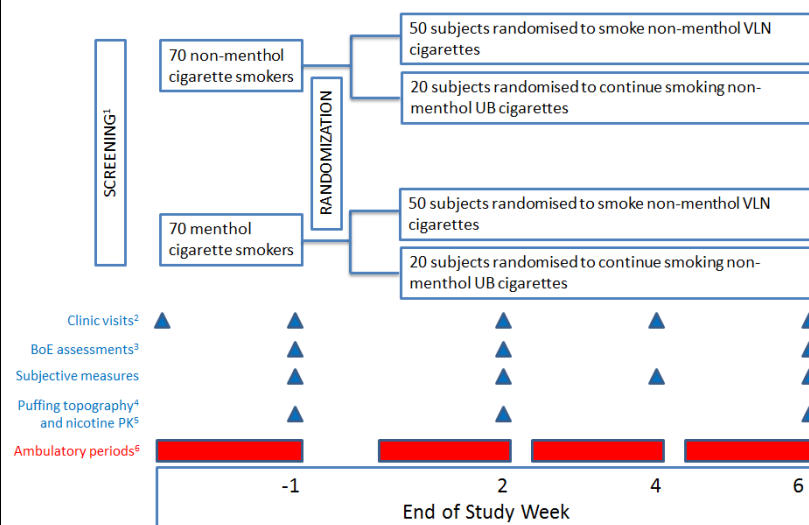 SCREENING1
70 non-menthol
cigarette smokers
RANDOMIZATION
50 subjects randomised to smoke non-menthol VLN
cigarettes
20 subjects randomised to continue smoking non-
menthol UB cigarettes
70 menthol
cigarette smokers
50 subjects randomised to smoke non-menthol VLN
cigarettes
20 subjects randomised to continue smoking non-
menthol UB cigarettes
Clinic visits2
BoE assessments3
Subjective measures
Puffing topography4
and nicotine PK5
Ambulatory periods6
-1 2 4 6
End of Study Week